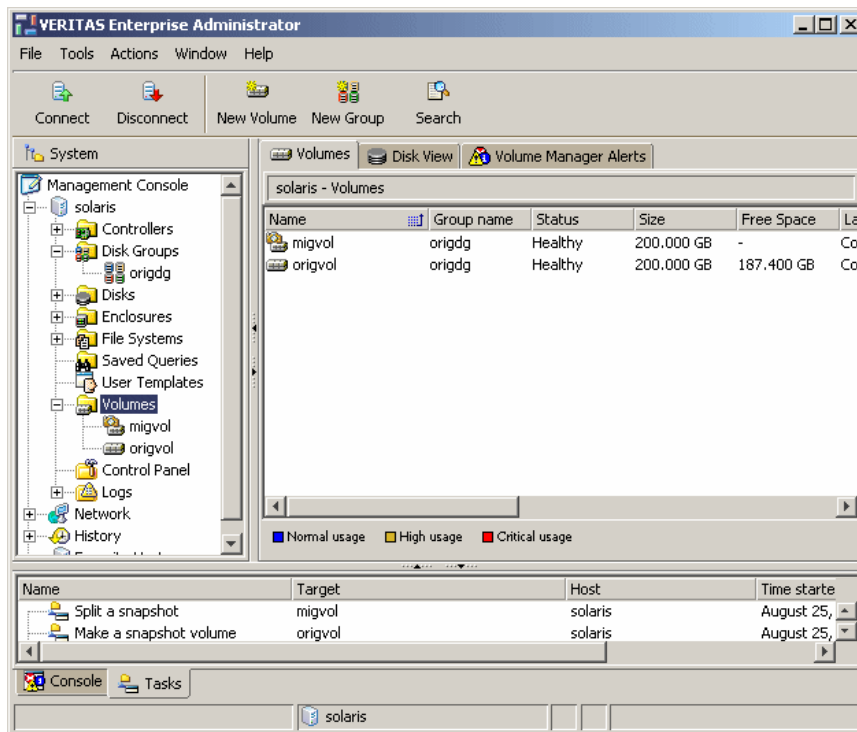 VERITAS Enterprise Administrator
File Tools Actions Window Help
Connect Disconnect New Volume New Group Search
System
Volumes Disk View Volume Manager Alerts
Management Console
solaris
Controllers
Disk Groups
origdg
Disks
Enclosures
File Systems
Saved Queries
User Templates
Volumes
migvol
origvol
Control Panel
Logs
Network
History
solaris - Volumes
Name Group name Status Size Free Space La
migvol origdg Healthy 200.000 GB - Co
origvol origdg Healthy 200.000 GB 187.400 GB Co
Normal usage High usage Critical usage
Name Target Host Time starte
Split a snapshot migvol solaris August 25,
Make a snapshot volume origvol solaris August 25,
Console Tasks
solaris